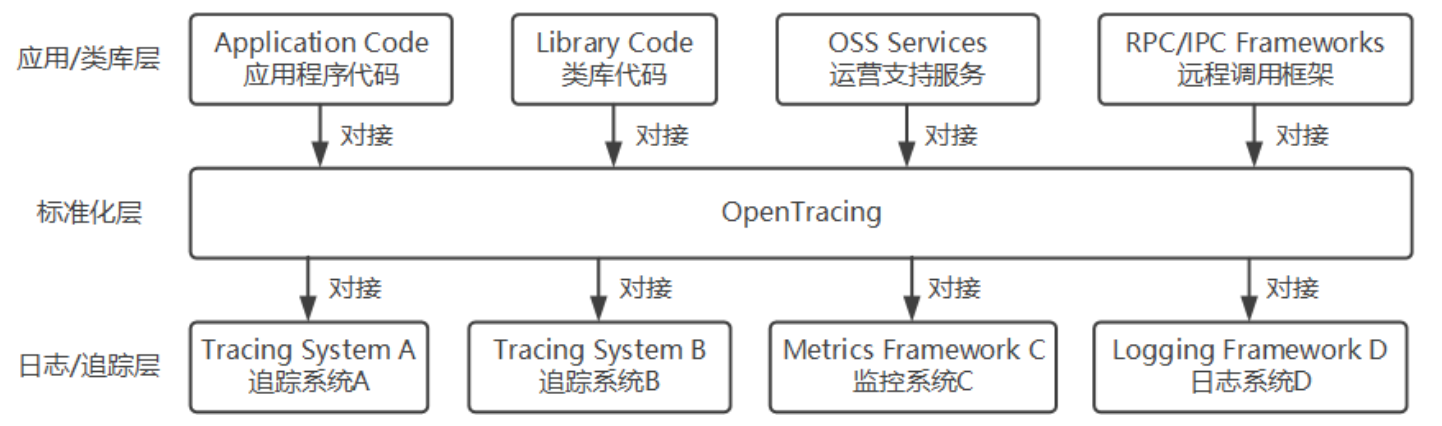 应用/类库层
Application Code
应用程序代码
Library Code
类库代码
OSS Services
运营支持服务
RPC/IPC Frameworks
远程调用框架
对接
对接
对接
对接
标准化层
OpenTracing
对接
对接
对接
对接
日志/追踪层
Tracing System A
追踪系统A
Tracing System B
追踪系统B
Metrics Framework C
监控系统C
Logging Framework D
日志系统D